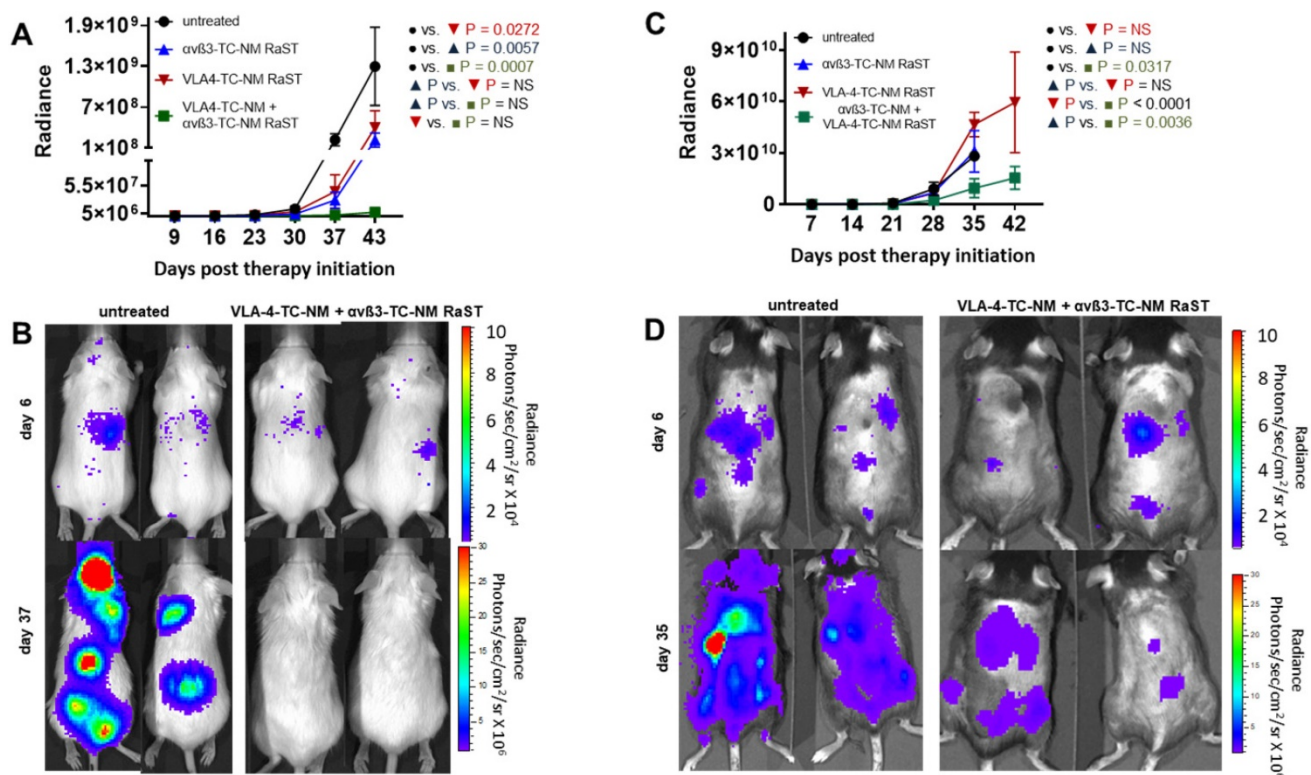 A
1.9×10⁹
1.3×10⁹
7×10⁸
1×10⁸
5.5×10⁷
5×10⁶
Radiance
untreated
αvß3-TC-NM RaST
VLA4-TC-NM RaST
VLA4-TC-NM +
αvß3-TC-NM RaST
● vs. ▼ P = 0.0272
● vs. ▲ P = 0.0057
● vs. ■ P = 0.0007
▲ P vs. ▼ P = NS
▲ P vs. ■ P = NS
▼ vs. ■ P = NS
9 16 23 30 37 43
Days post therapy initiation
C
9×10¹⁰
6×10¹⁰
3×10¹⁰
0
Radiance
untreated
αvß3-TC-NM RaST
VLA-4-TC-NM RaST
αvß3-TC-NM +
VLA-4-TC-NM RaST
● vs. ▼ P = NS
● vs. ▲ P = NS
● vs. ■ P = 0.0317
▲ P vs. ▼ P = NS
▼ P vs. ■ P < 0.0001
▲ P vs. ■ P = 0.0036
7 14 21 28 35 42
Days post therapy initiation
B
untreated
VLA-4-TC-NM + αvß3-TC-NM RaST
day 6
10
8
6
4
2
Radiance
Photons/sec/cm²/sr X 10⁴
day 37
30
25
20
15
10
5
Radiance
Photons/sec/cm²/sr X 10⁶
D
untreated
VLA-4-TC-NM + αvß3-TC-NM RaST
day 6
10
8
6
4
2
Radiance
Photons/sec/cm²/sr X 10⁴
day 35
30
25
20
15
10
5
Radiance
Photons/sec/cm²/sr X 10⁶